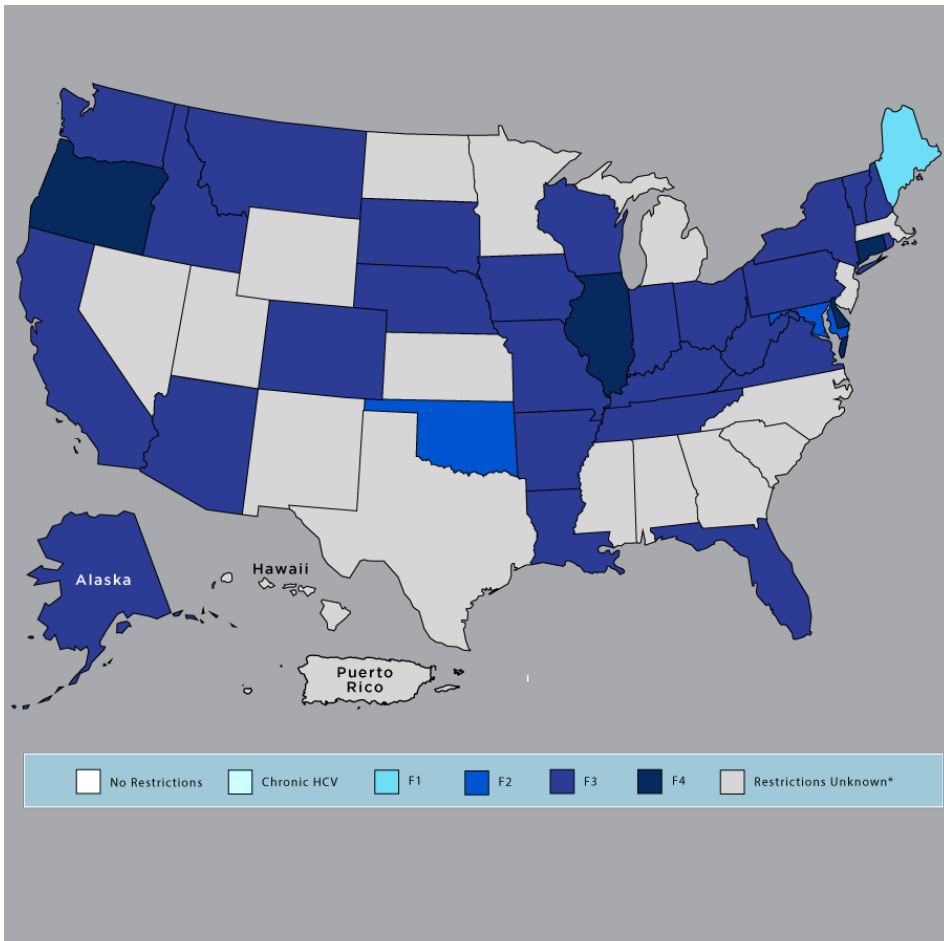 Alaska
Hawaii
Puerto
Rico
No Restrictions
Chronic HCV
F1
F2
F3
F4
Restrictions Unknown*